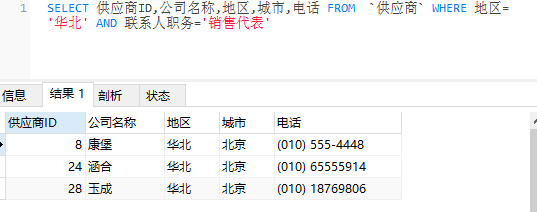 1 SELECT 供应商ID,公司名称,地区,城市,电话 FROM `供应商` WHERE 地区=
'华北' AND 联系人职务='销售代表'
信息 结果 1 剖析 状态
供应商ID 公司名称 地区 城市 电话
8 康堡 华北 北京 (010) 555-4448
24 涵合 华北 北京 (010) 65555914
28 玉成 华北 北京 (010) 18769806